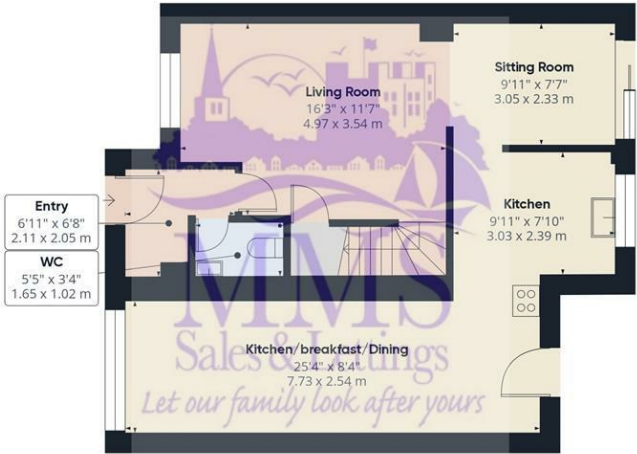 Living Room
16'3" x 11'7"
4.97 x 3.54 m
Sitting Room
9'11" x 7'7"
3.05 x 2.33 m
Entry
6'11" x 6'8"
2.11 x 2.05 m
WC
5'5" x 3'4"
1.65 x 1.02 m
Kitchen
9'11" x 7'10"
3.03 x 2.39 m
MMS
Sales & Lettings
Kitchen/breakfast/Dining
25'4" x 8'4"
7.73 x 2.54 m
Let our family look after yours